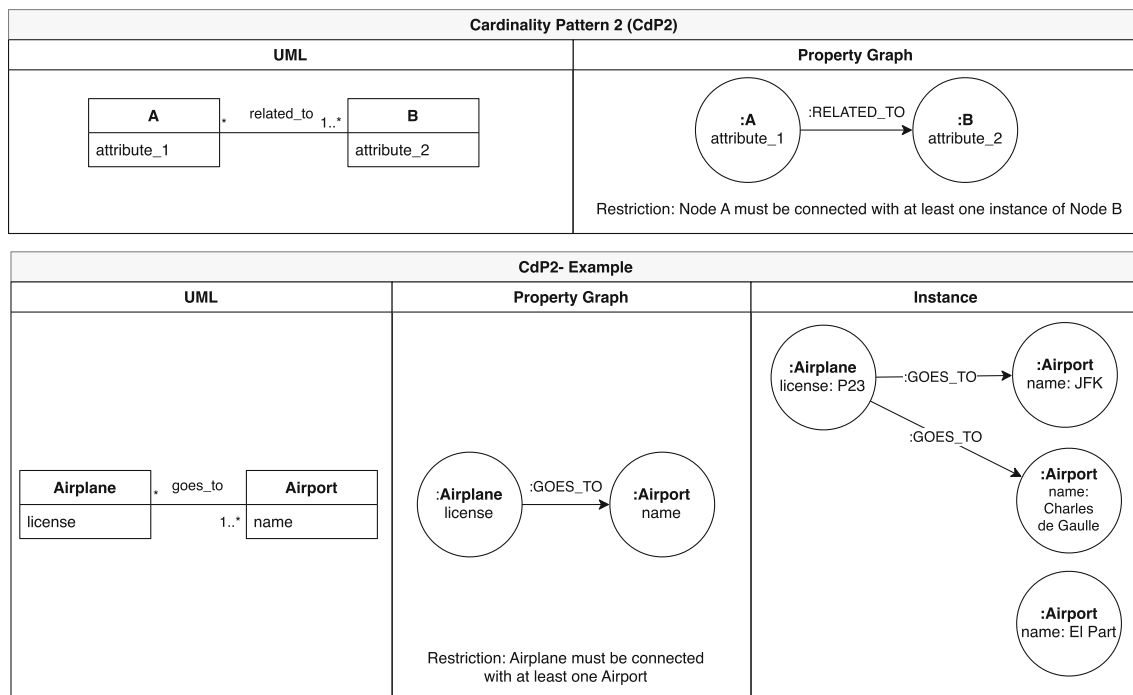 Cardinality Pattern 2 (CdP2)
UML
Property Graph
A
attribute_1
*
related_to
1..*
B
attribute_2
:A
attribute_1
:RELATED_TO
:B
attribute_2
Restriction: Node A must be connected with at least one instance of Node B
CdP2- Example
UML
Property Graph
Instance
Airplane
license
*
goes_to
1..*
Airport
name
:Airplane
license
:GOES_TO
:Airport
name
Restriction: Airplane must be connected
with at least one Airport
:Airplane
license: P23
:GOES_TO
:Airport
name: JFK
:GOES_TO
:Airport
name:
Charles
de Gaulle
:Airport
name: El Part